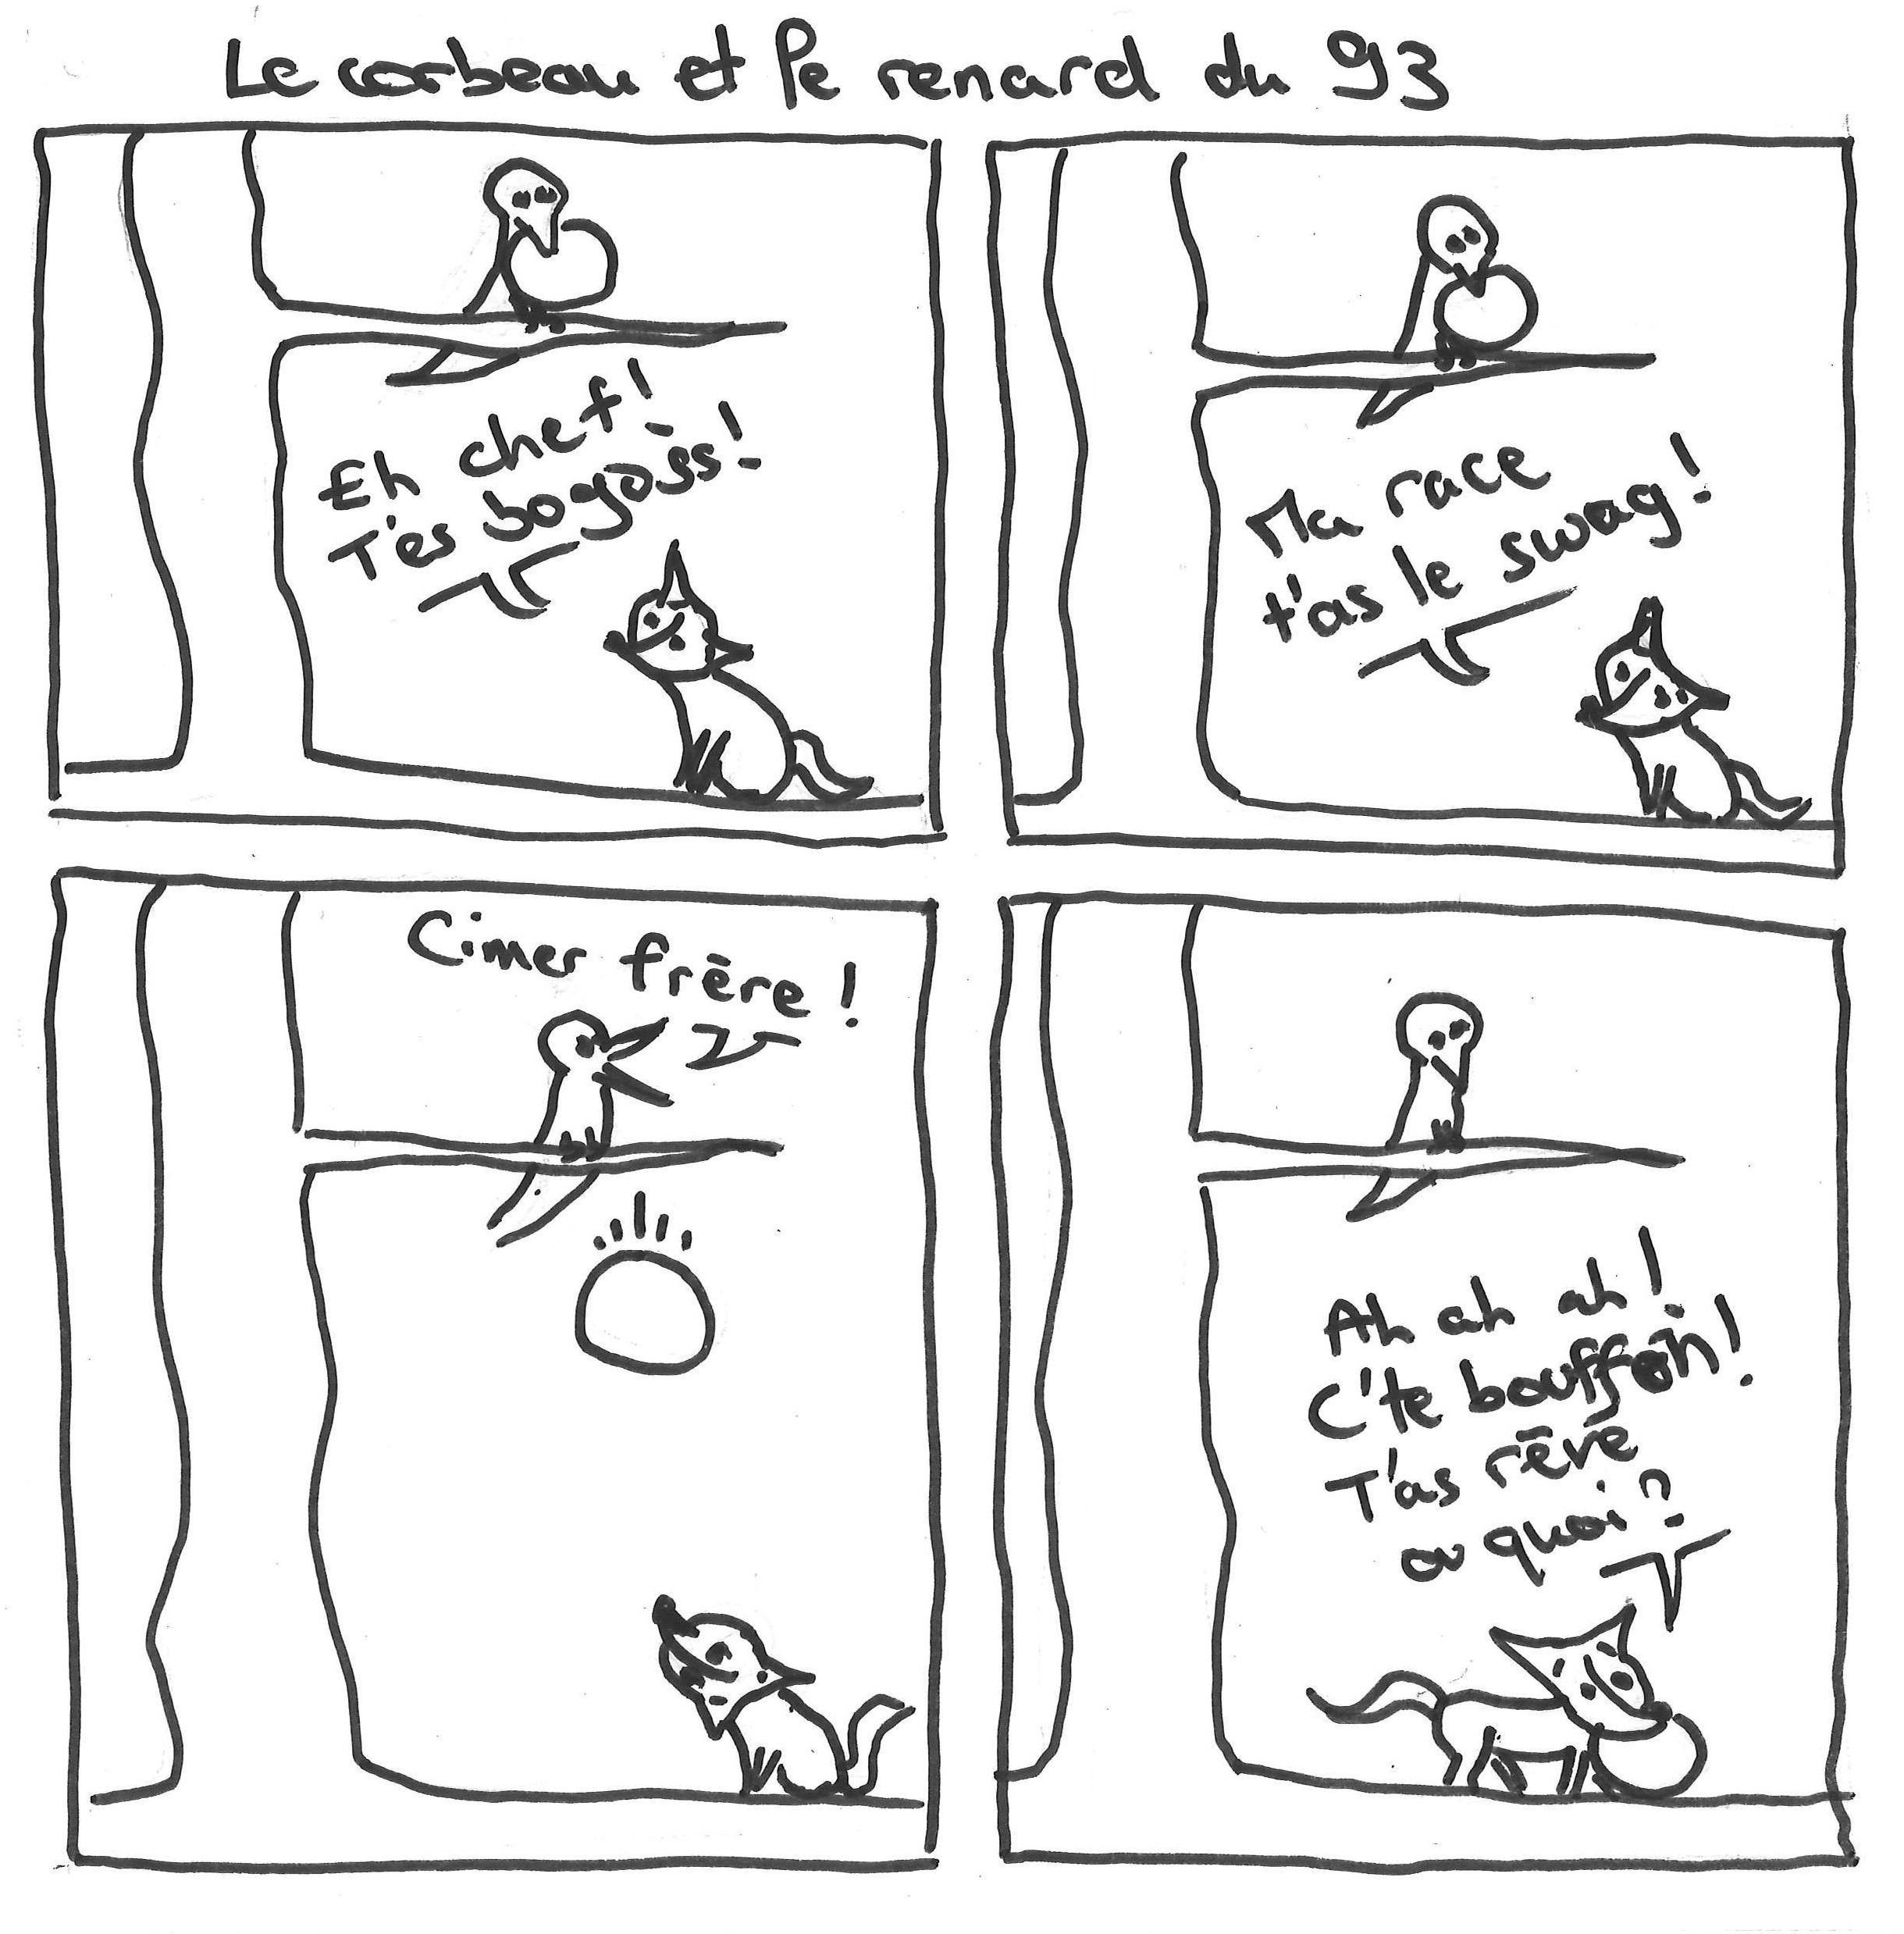 Le corbeau et le renard du 93
Eh chef!
T'es bogoss!
Ma race
t'as le swag!
Cimer frère!
Ah ah ah!
C'te bouffon!
T'as rêvé
ou quoi?